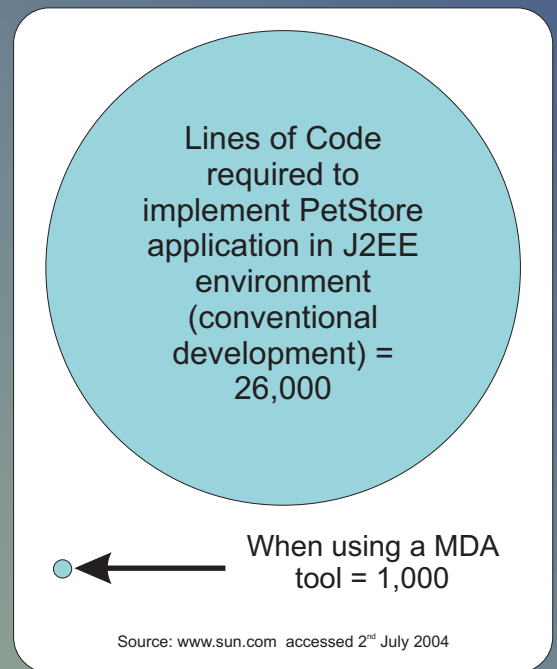 Lines of Code
required to
implement PetStore
application in J2EE
environment
(conventional
development) =
26,000
When using a MDA
tool = 1,000
Source: www.sun.com accessed 2nd July 2004